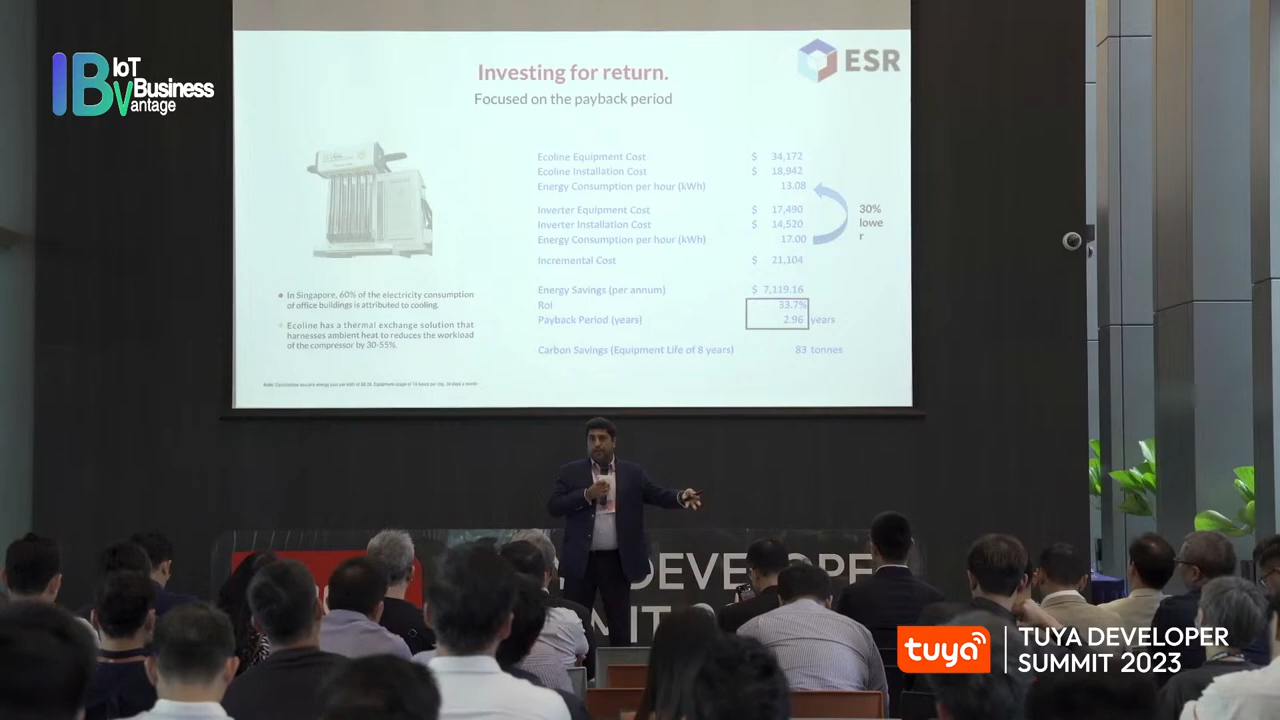 IB IoT
v Business
antage
ESR
Investing for return.
Focused on the payback period
Ecoline Equipment Cost $ 34,172
Ecoline Installation Cost $ 18,942
Energy Consumption per hour (kWh) 13.08
Inverter Equipment Cost $ 17,490
Inverter Installation Cost $ 14,520
Energy Consumption per hour (kWh) 17.00
30%
lowe
r
Incremental Cost $ 21,104
Energy Savings (per annum) $ 7,119.16
RoI 33.7%
Payback Period (years) 2.96 years
Carbon Savings (Equipment Life of 8 years) 83 tonnes
• In Singapore, 60% of the electricity consumption
of office buildings is attributed to cooling.
• Ecoline has a thermal exchange solution that
harnesses ambient heat to reduces the workload
of the compressor by 30-55%.
DEVE OPE
MIT 2
tuya
TUYA DEVELOPER
SUMMIT 2023